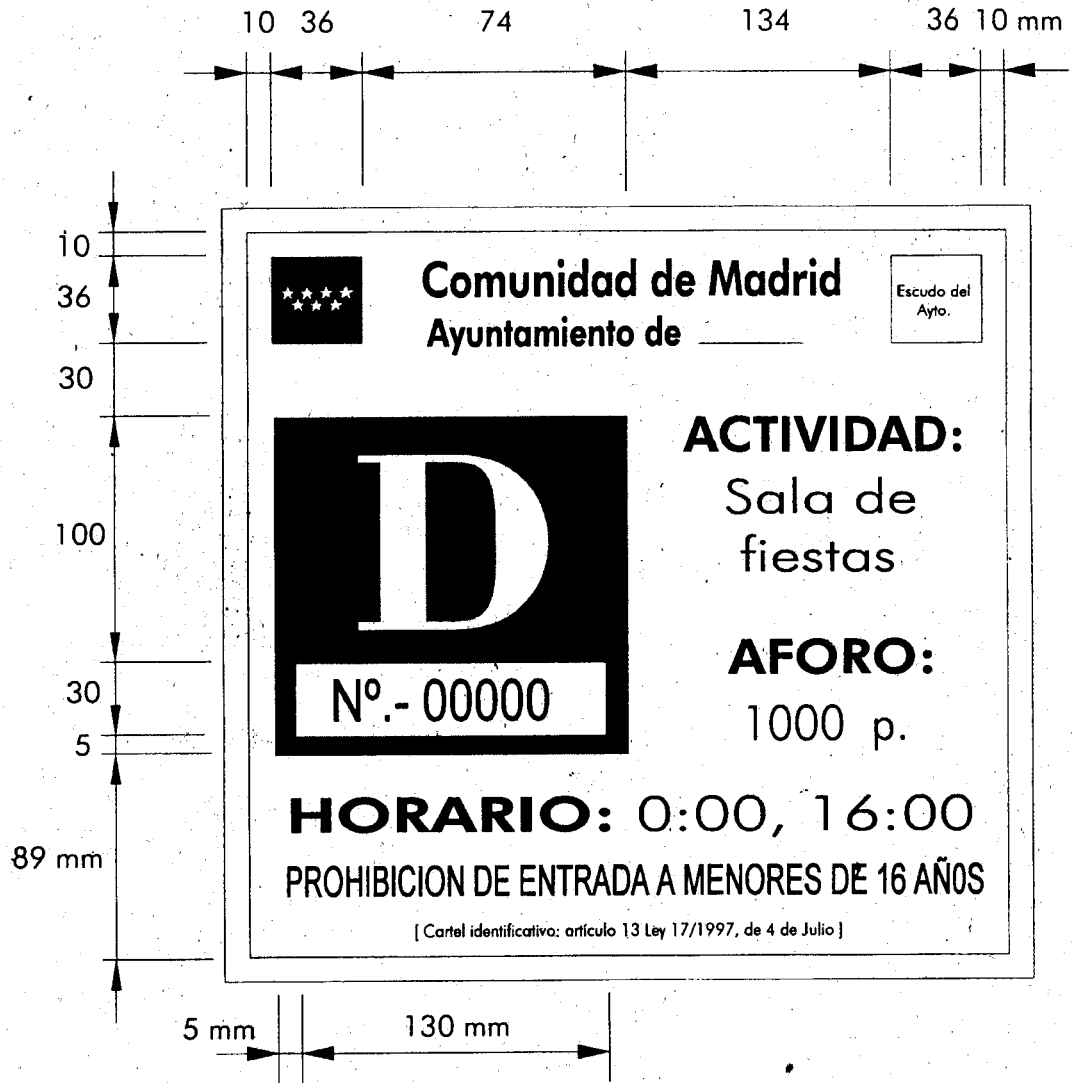 10 36 74 134 36 10 mm
10
36
30
100
30
5
89 mm
Comunidad de Madrid
Ayuntamiento de ________
Escudo del
Ayto.
D
Nº.- 00000
ACTIVIDAD:
Sala de
fiestas
AFORO:
1000 p.
HORARIO: 0:00, 16:00
PROHIBICION DE ENTRADA A MENORES DE 16 AÑOS
[ Cartel identificativo: artículo 13 Ley 17/1997, de 4 de Julio ]
5 mm 130 mm